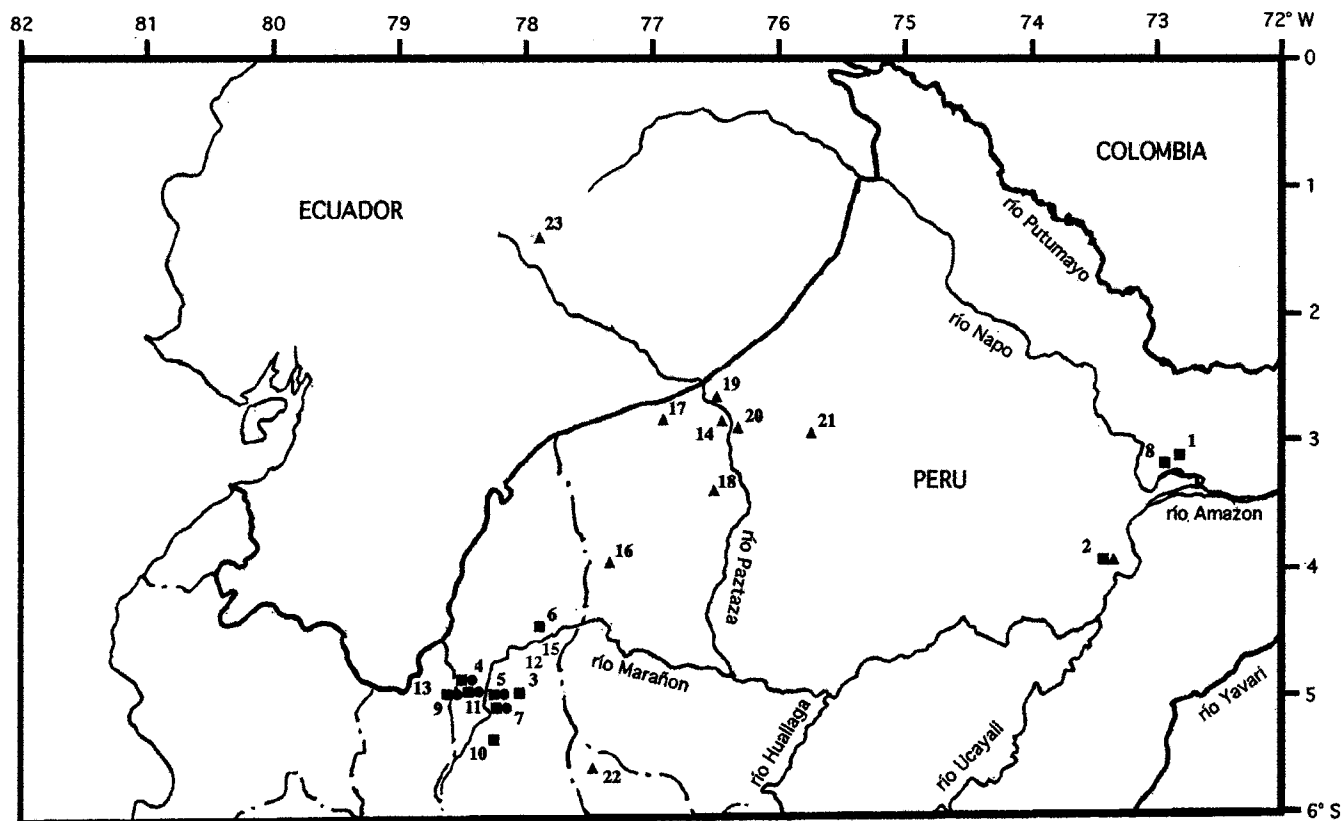 82 81 80 79 78 77 76 75 74 73 72° W
0
COLOMBIA
1
ECUADOR
río Putumayo
23
2
río Napo
19
17
14
20
21
3
8
1
18
PERU
río Amazon
16
2
4
río Paztaza
6
15
12
río Marañon
4
5
3
13
9
11
7
5
10
río Huallaga
río Ucayali
río Yavari
22
6° S